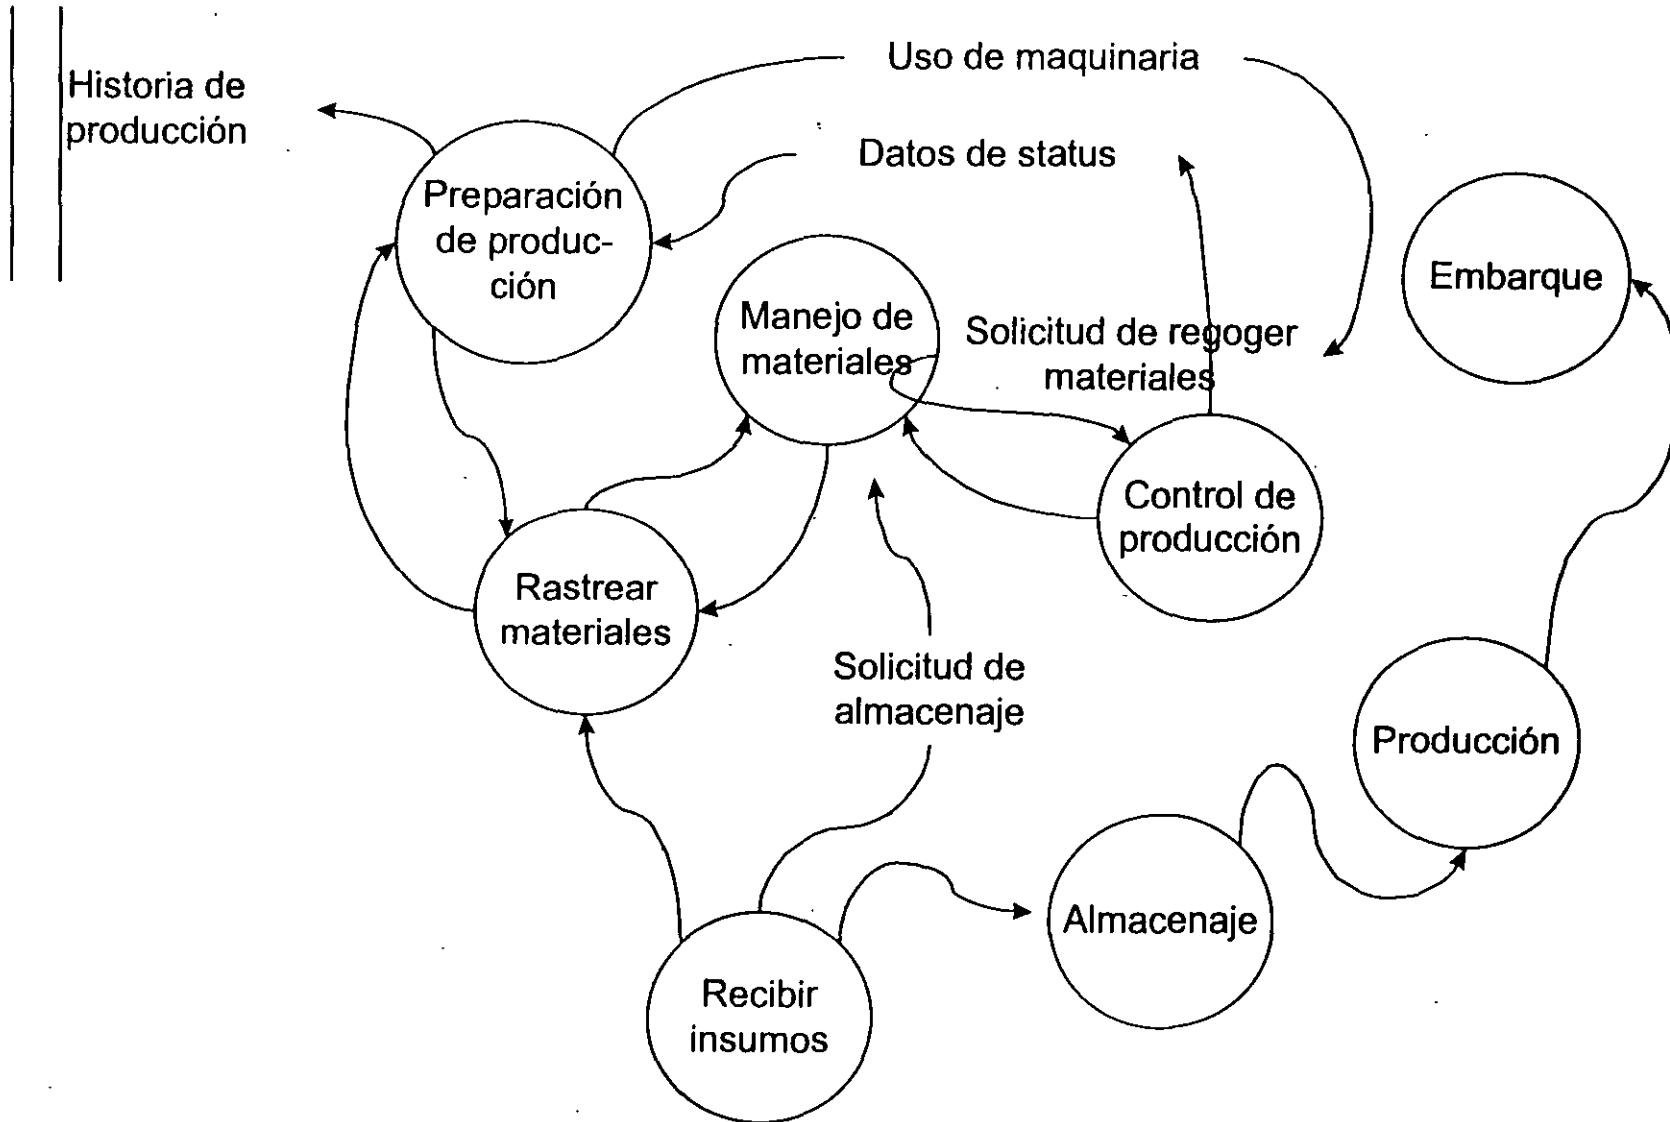 Historia de
producción
Uso de maquinaria
Datos de status
Preparación
de produc-
ción
Manejo de
materiales
Solicitud de regoger
materiales
Embarque
Control de
producción
Rastrear
materiales
Solicitud de
almacenaje
Producción
Almacenaje
Recibir
insumos